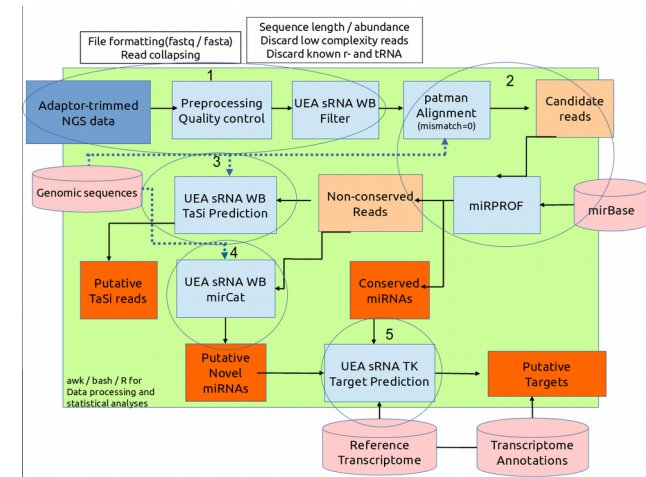 File formatting(fastq / fasta)
Read collapsing
Sequence length / abundance
Discard low complexity reads
Discard known r- and tRNA
1
2
Adaptor-trimmed
NGS data
Preprocessing
Quality control
UEA sRNA WB
Filter
patman
Alignment
(mismatch=0)
Candidate
reads
3
Genomic sequences
UEA sRNA WB
TaSi Prediction
Non-conserved
Reads
miRPROF
mirBase
4
Putative
TaSi reads
UEA sRNA WB
mirCat
Conserved
miRNAs
5
Putative
Novel
miRNAs
UEA sRNA TK
Target Prediction
Putative
Targets
awk / bash / R for
Data processing and
statistical analyses
Reference
Transcriptome
Transcriptome
Annotations